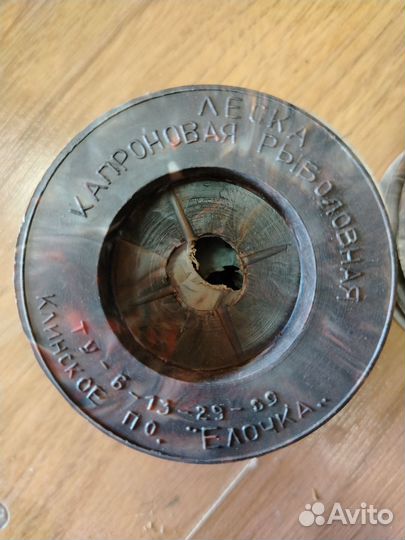 ЛЕСКА
КАПРОНОВАЯ РЫБОЛОВНАЯ
ТУ-6-13-29-89
КЛИНСКОЕ ПО. "ЕЛОЧКА"
Avito